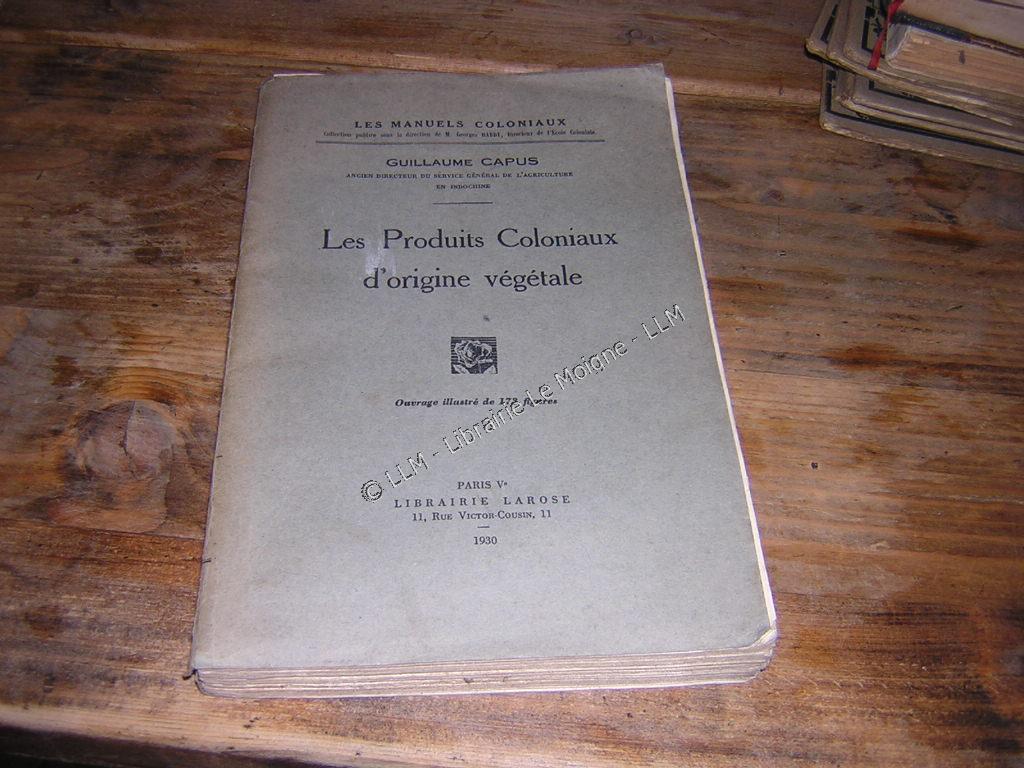 LES MANUELS COLONIAUX
Collection publiée sous la direction de M. Georges HARDY, Directeur de l'Ecole Coloniale.
GUILLAUME CAPUS
ANCIEN DIRECTEUR DU SERVICE GÉNÉRAL DE L'AGRICULTURE
EN INDOCHINE
Les Produits Coloniaux
d'origine végétale
Ouvrage illustré de figures
© LLM - Librairie Le Moigne - LLM
PARIS Ve
LIBRAIRIE LAROSE
11, RUE VICTOR-COUSIN, 11
1930